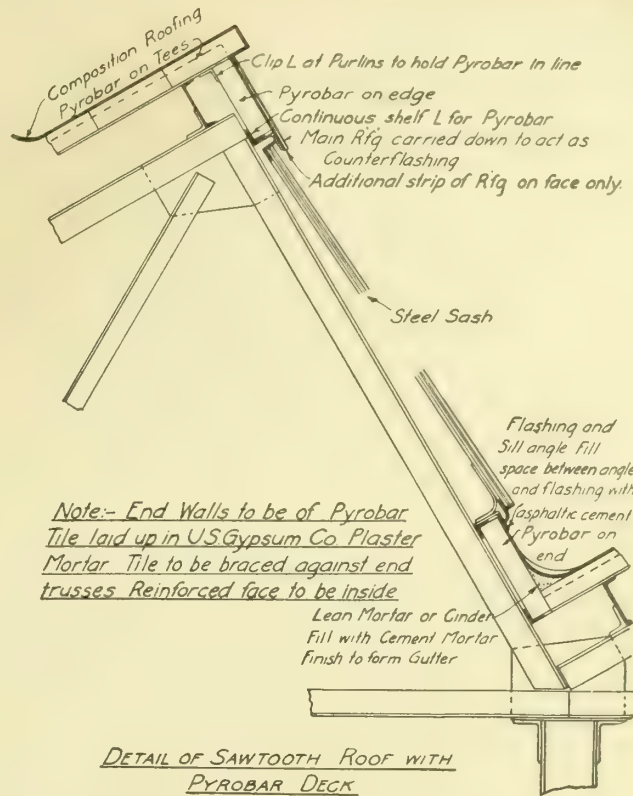 Composition Roofing
Pyrobar on Tees
Clip L at Purlins to hold Pyrobar in line
Pyrobar on edge
Continuous shelf L for Pyrobar
Main Rfg carried down to act as
Counterflashing
Additional strip of Rfg on face only.
Steel Sash
Flashing and
Sill angle Fill
space between angle
and flashing with
asphaltic cement
Pyrobar on
end
Note:- End Walls to be of Pyrobar
Tile laid up in U.S. Gypsum Co. Plaster
Mortar Tile to be braced against end
trusses Reinforced face to be inside
Lean Mortar or Cinder
Fill with Cement Mortar
Finish to form Gutter
DETAIL OF SAWTOOTH ROOF WITH
PYROBAR DECK